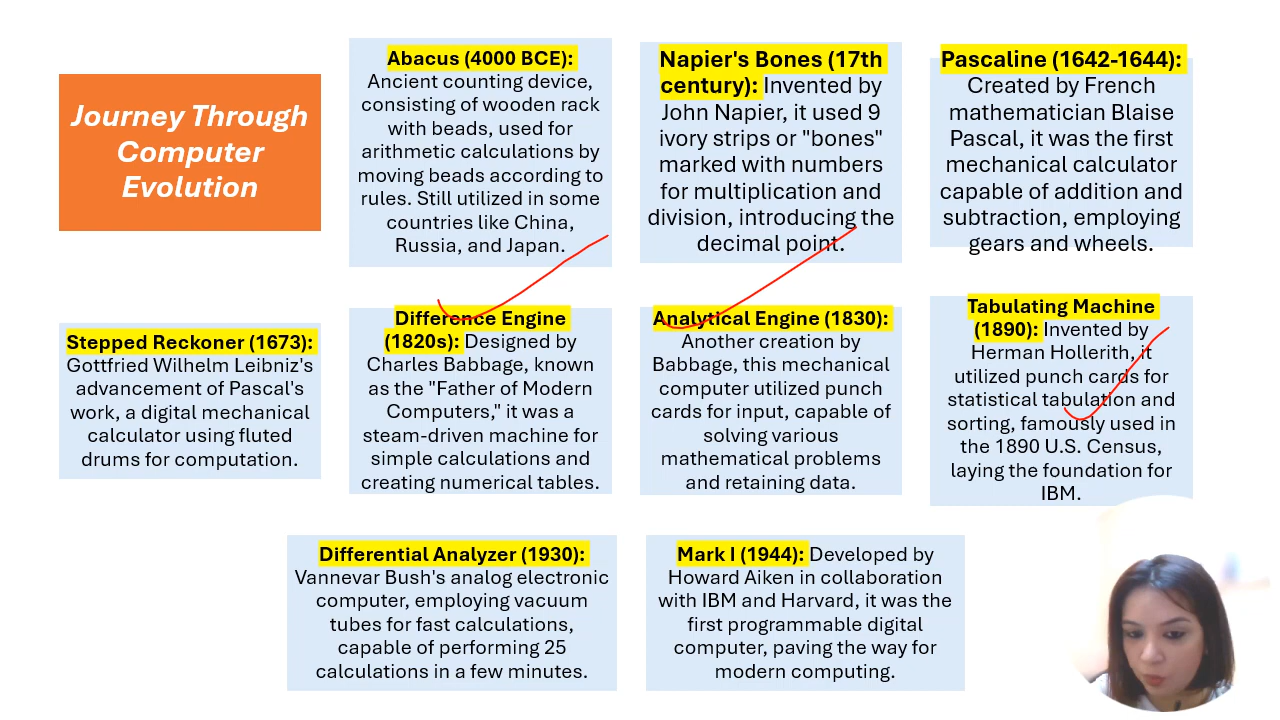 Journey Through
Computer
Evolution
Abacus (4000 BCE):
Ancient counting device,
consisting of wooden rack
with beads, used for
arithmetic calculations by
moving beads according to
rules. Still utilized in some
countries like China,
Russia, and Japan.
Napier's Bones (17th
century): Invented by
John Napier, it used 9
ivory strips or "bones"
marked with numbers
for multiplication and
division, introducing the
decimal point.
Pascaline (1642-1644):
Created by French
mathematician Blaise
Pascal, it was the first
mechanical calculator
capable of addition and
subtraction, employing
gears and wheels.
Stepped Reckoner (1673):
Gottfried Wilhelm Leibniz's
advancement of Pascal's
work, a digital mechanical
calculator using fluted
drums for computation.
Difference Engine
(1820s): Designed by
Charles Babbage, known
as the "Father of Modern
Computers," it was a
steam-driven machine for
simple calculations and
creating numerical tables.
Analytical Engine (1830):
Another creation by
Babbage, this mechanical
computer utilized punch
cards for input, capable of
solving various
mathematical problems
and retaining data.
Tabulating Machine
(1890): Invented by
Herman Hollerith, it
utilized punch cards for
statistical tabulation and
sorting, famously used in
the 1890 U.S. Census,
laying the foundation for
IBM.
Differential Analyzer (1930):
Vannevar Bush's analog electronic
computer, employing vacuum
tubes for fast calculations,
capable of performing 25
calculations in a few minutes.
Mark I (1944): Developed by
Howard Aiken in collaboration
with IBM and Harvard, it was the
first programmable digital
computer, paving the way for
modern computing.